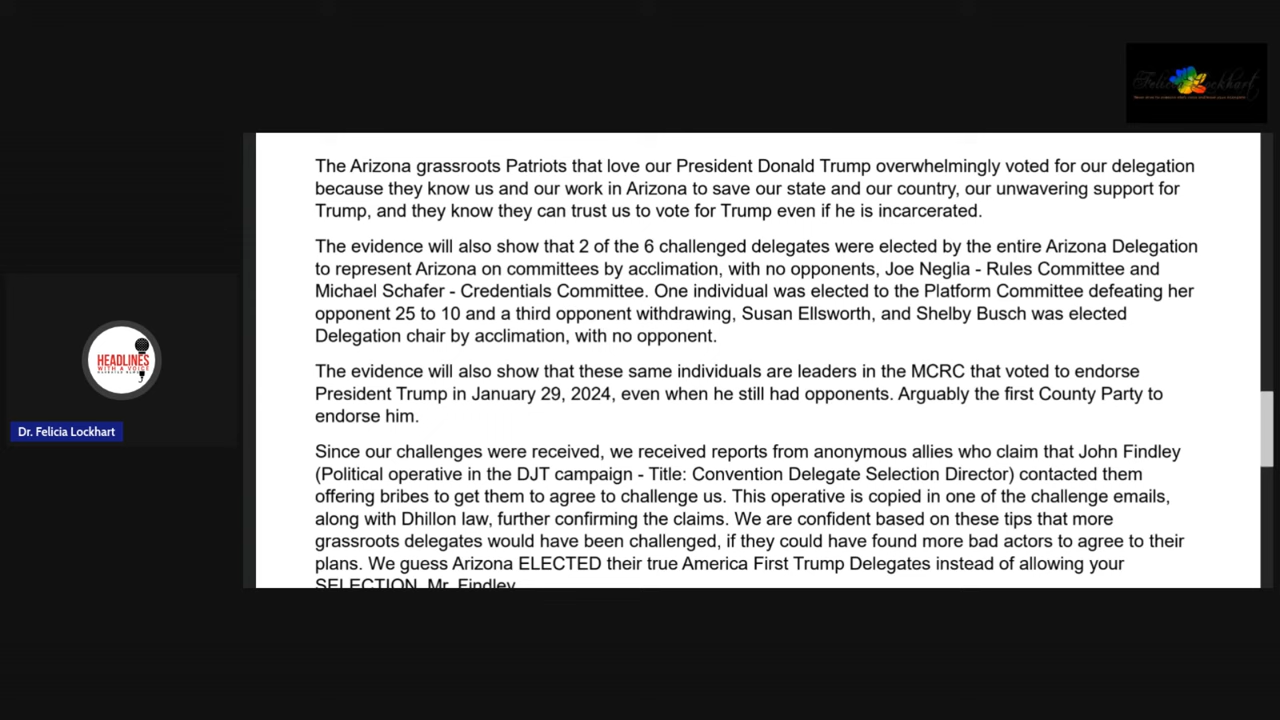 Felicia Lockhart
The Arizona grassroots Patriots that love our President Donald Trump overwhelmingly voted for our delegation
because they know us and our work in Arizona to save our state and our country, our unwavering support for
Trump, and they know they can trust us to vote for Trump even if he is incarcerated.
The evidence will also show that 2 of the 6 challenged delegates were elected by the entire Arizona Delegation
to represent Arizona on committees by acclimation, with no opponents, Joe Neglia - Rules Committee and
Michael Schafer - Credentials Committee. One individual was elected to the Platform Committee defeating her
opponent 25 to 10 and a third opponent withdrawing, Susan Ellsworth, and Shelby Busch was elected
Delegation chair by acclimation, with no opponent.
The evidence will also show that these same individuals are leaders in the MCRC that voted to endorse
President Trump in January 29, 2024, even when he still had opponents. Arguably the first County Party to
endorse him.
Since our challenges were received, we received reports from anonymous allies who claim that John Findley
(Political operative in the DJT campaign - Title: Convention Delegate Selection Director) contacted them
offering bribes to get them to agree to challenge us. This operative is copied in one of the challenge emails,
along with Dhillon law, further confirming the claims. We are confident based on these tips that more
grassroots delegates would have been challenged, if they could have found more bad actors to agree to their
plans. We guess Arizona ELECTED their true America First Trump Delegates instead of allowing your
SELECTION, Mr. Findley
HEADLINES
WITH A VOICE
Dr. Felicia Lockhart